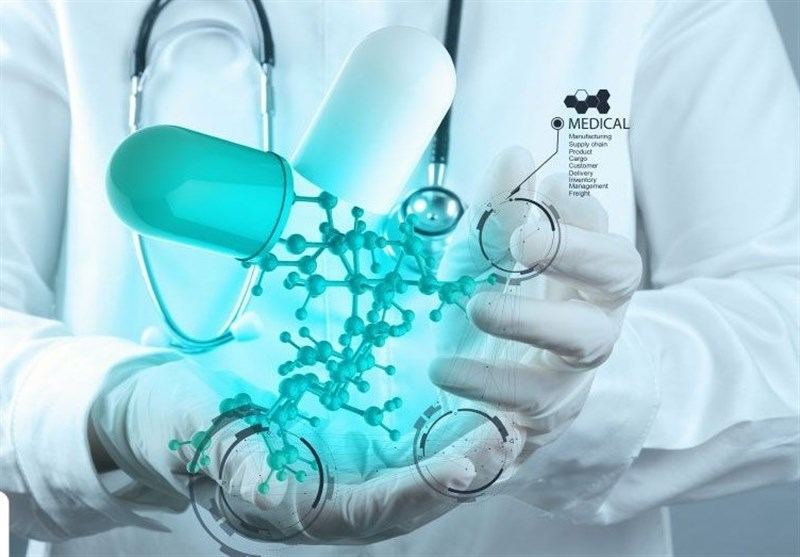 MEDICAL
Manufacturing
Supply chain
Product
Cargo
Customer
Delivery
Inventory
Management
Freight